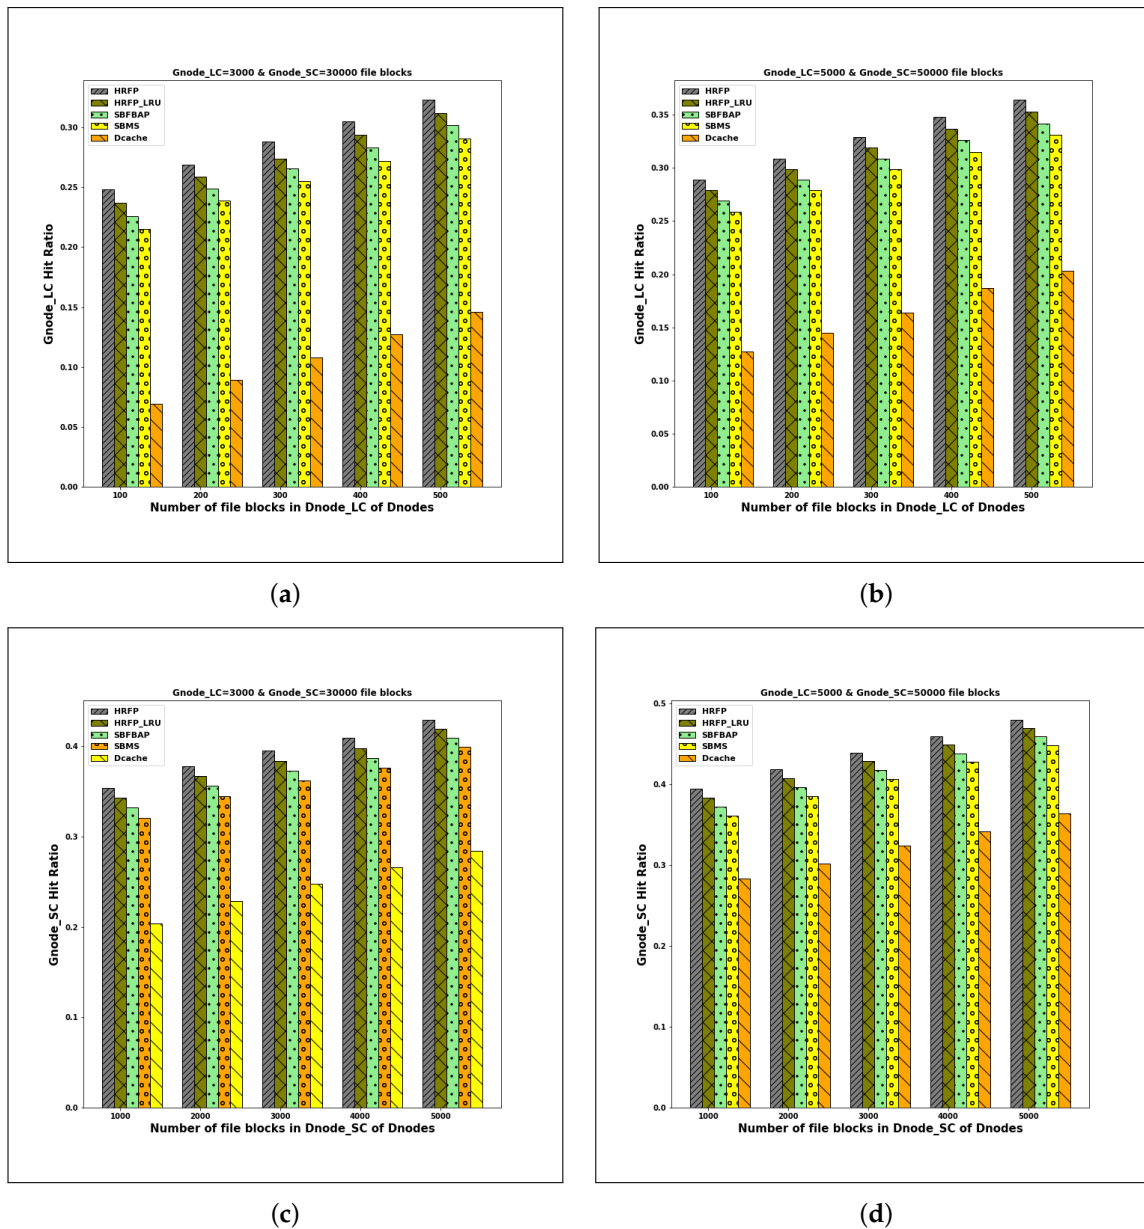 Gnode_LC=3000 & Gnode_SC=30000 file blocks
HRFP
HRFP_LRU
SBFBAP
SBMS
Dcache
Gnode_LC Hit Ratio
0.30
0.25
0.20
0.15
0.10
0.05
0.00
100 200 300 400 500
Number of file blocks in Dnode_LC of Dnodes
(a)
Gnode_LC=5000 & Gnode_SC=50000 file blocks
HRFP
HRFP_LRU
SBFBAP
SBMS
Dcache
Gnode_LC Hit Ratio
0.35
0.30
0.25
0.20
0.15
0.10
0.05
0.00
100 200 300 400 500
Number of file blocks in Dnode_LC of Dnodes
(b)
Gnode_LC=3000 & Gnode_SC=30000 file blocks
HRFP
HRFP_LRU
SBFBAP
SBMS
Dcache
Gnode_SC Hit Ratio
0.4
0.3
0.2
0.1
0.0
1000 2000 3000 4000 5000
Number of file blocks in Dnode_SC of Dnodes
(c)
Gnode_LC=5000 & Gnode_SC=50000 file blocks
HRFP
HRFP_LRU
SBFBAP
SBMS
Dcache
Gnode_SC Hit Ratio
0.5
0.4
0.3
0.2
0.1
0.0
1000 2000 3000 4000 5000
Number of file blocks in Dnode_SC of Dnodes
(d)